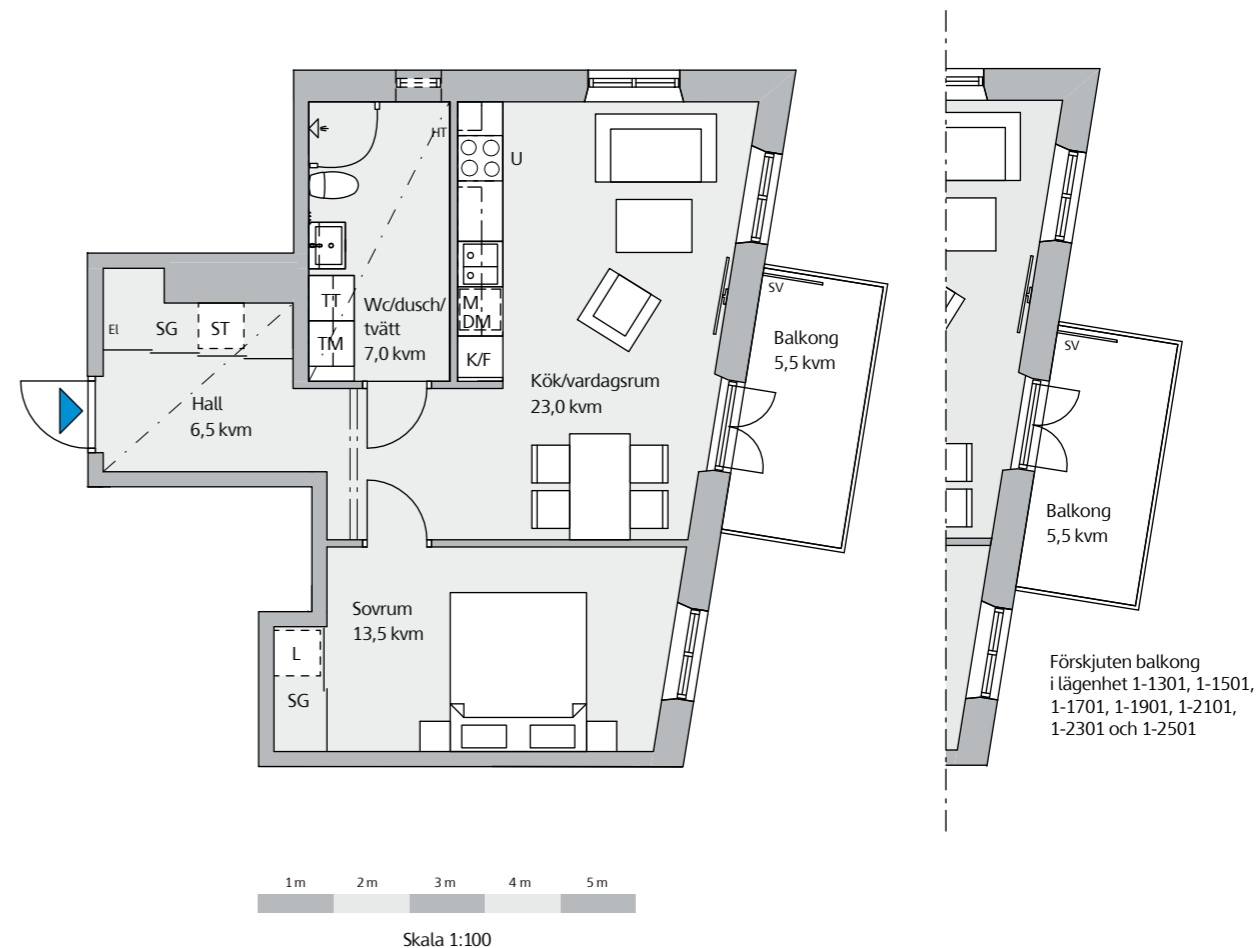 HT
U
TT
TM
Wc/dusch/
tvätt
7,0 kvm
M,
DM
K/F
El
SG
ST
Hall
6,5 kvm
Kök/vardagsrum
23,0 kvm
SV
Balkong
5,5 kvm
Sovrum
13,5 kvm
L
SG
SV
Balkong
5,5 kvm
Förskjuten balkong
i lägenhet 1-1301, 1-1501,
1-1701, 1-1901, 1-2101,
1-2301 och 1-2501
1 m 2 m 3 m 4 m 5 m
Skala 1:100